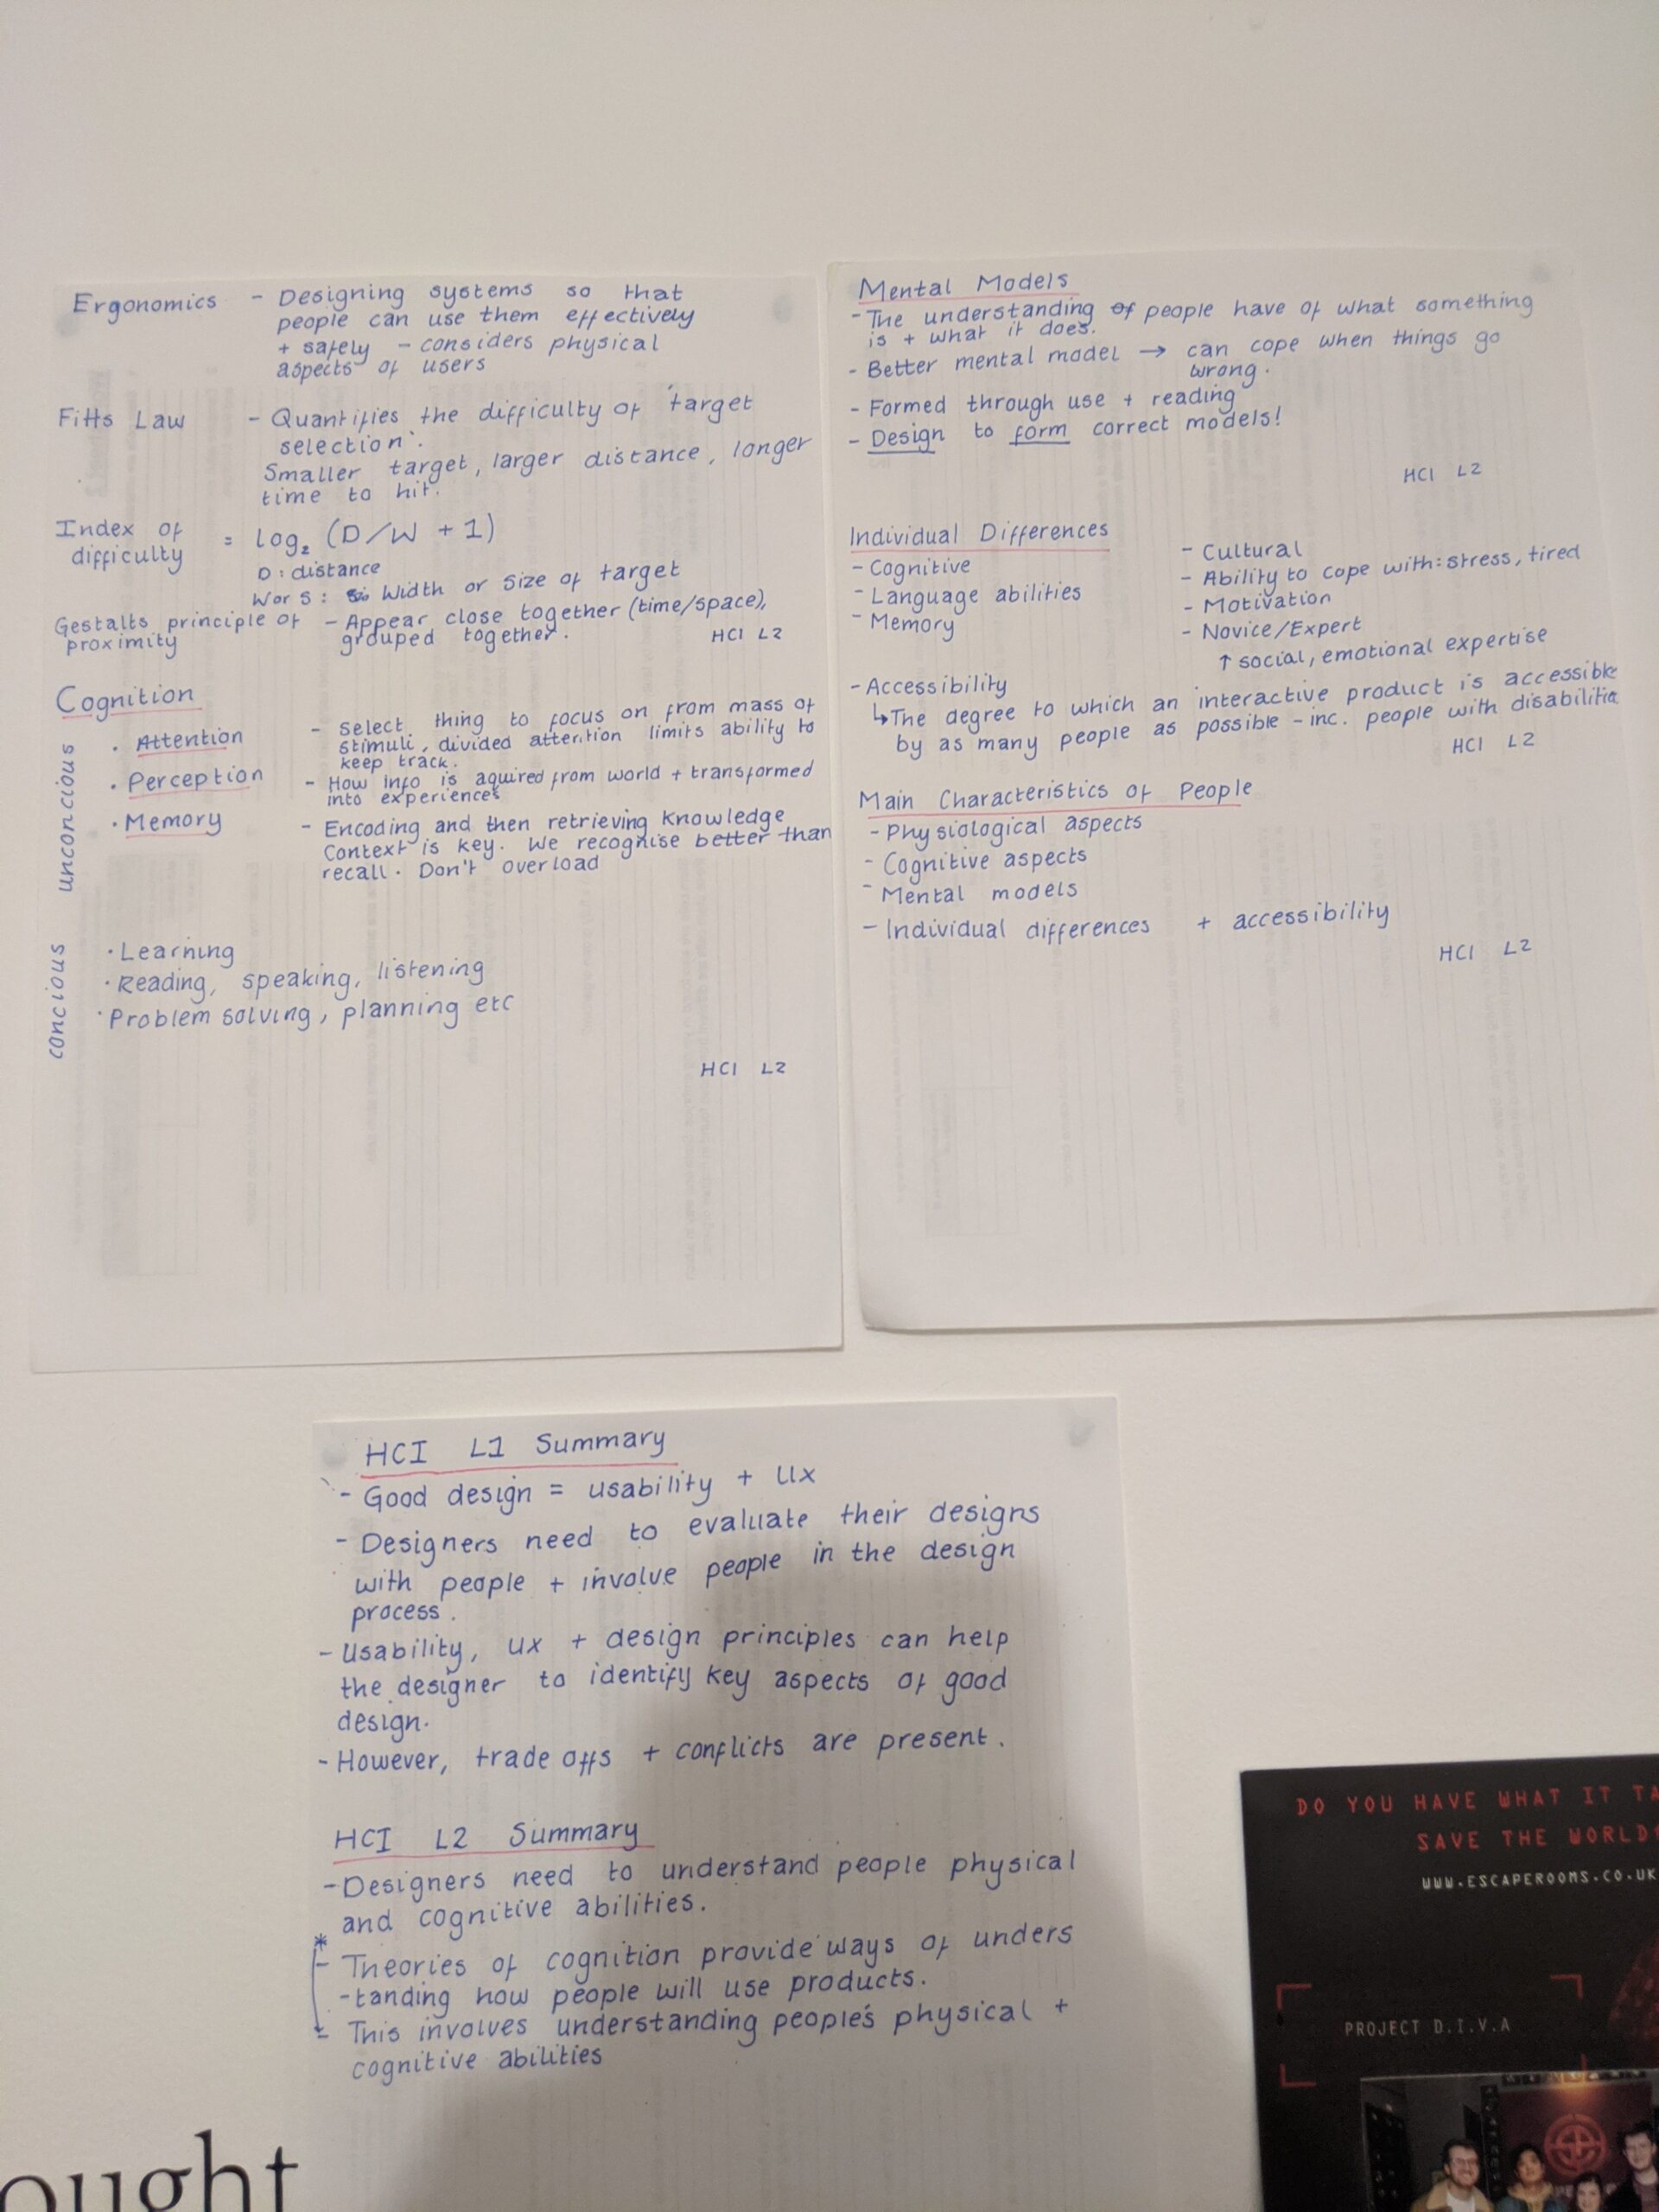 Ergonomics - Designing systems so that
people can use them effectively
+ safely - considers physical
aspects of users
Fitts Law - Quantifies the difficulty of target
selection.
Smaller target, larger distance, longer
time to hit.
Index of
difficulty = log₂ (D/W + 1)
D: distance
W or S: Width or Size of target
Gestalts principle of
proximity - Appear close together (time/space),
grouped together.
HCI L2
Cognition
unconcious
· Attention - Select thing to focus on from mass of
stimuli, divided attention limits ability to
keep track.
· Perception - How info is aquired from world + transformed
into experiences
· Memory - Encoding and then retrieving knowledge
Context is key. We recognise better than
recall. Don't overload
concious
· Learning
· Reading, speaking, listening
· Problem solving, planning etc
HCI L2
Mental Models
- The understanding of people have of what something
is + what it does.
- Better mental model → can cope when things go
wrong.
- Formed through use + reading
- Design to form correct models!
HCI L2
Individual Differences
- Cognitive
- Language abilities
- Memory
- Cultural
- Ability to cope with: stress, tired
- Motivation
- Novice/Expert
↑ social, emotional expertise
- Accessibility
↳ The degree to which an interactive product is accessible
by as many people as possible - inc. people with disabilitie
HCI L2
Main Characteristics of People
- Physiological aspects
- Cognitive aspects
- Mental models
- Individual differences + accessibility
HCI L2
HCI L1 Summary
- Good design = usability + Ux
- Designers need to evaluate their designs
with people + involve people in the design
process.
- Usability, ux + design principles can help
the designer to identify key aspects of good
design.
- However, trade offs + conflicts are present.
HCI L2 Summary
- Designers need to understand people physical
and cognitive abilities.
*
- Theories of cognition provide ways of unders
-tanding how people will use products.
- This involves understanding people's physical +
cognitive abilities
DO YOU HAVE WHAT IT TA
SAVE THE WORLD
WWW.ESCAPEROOMS.CO.UK
PROJECT D.I.V.A
ought